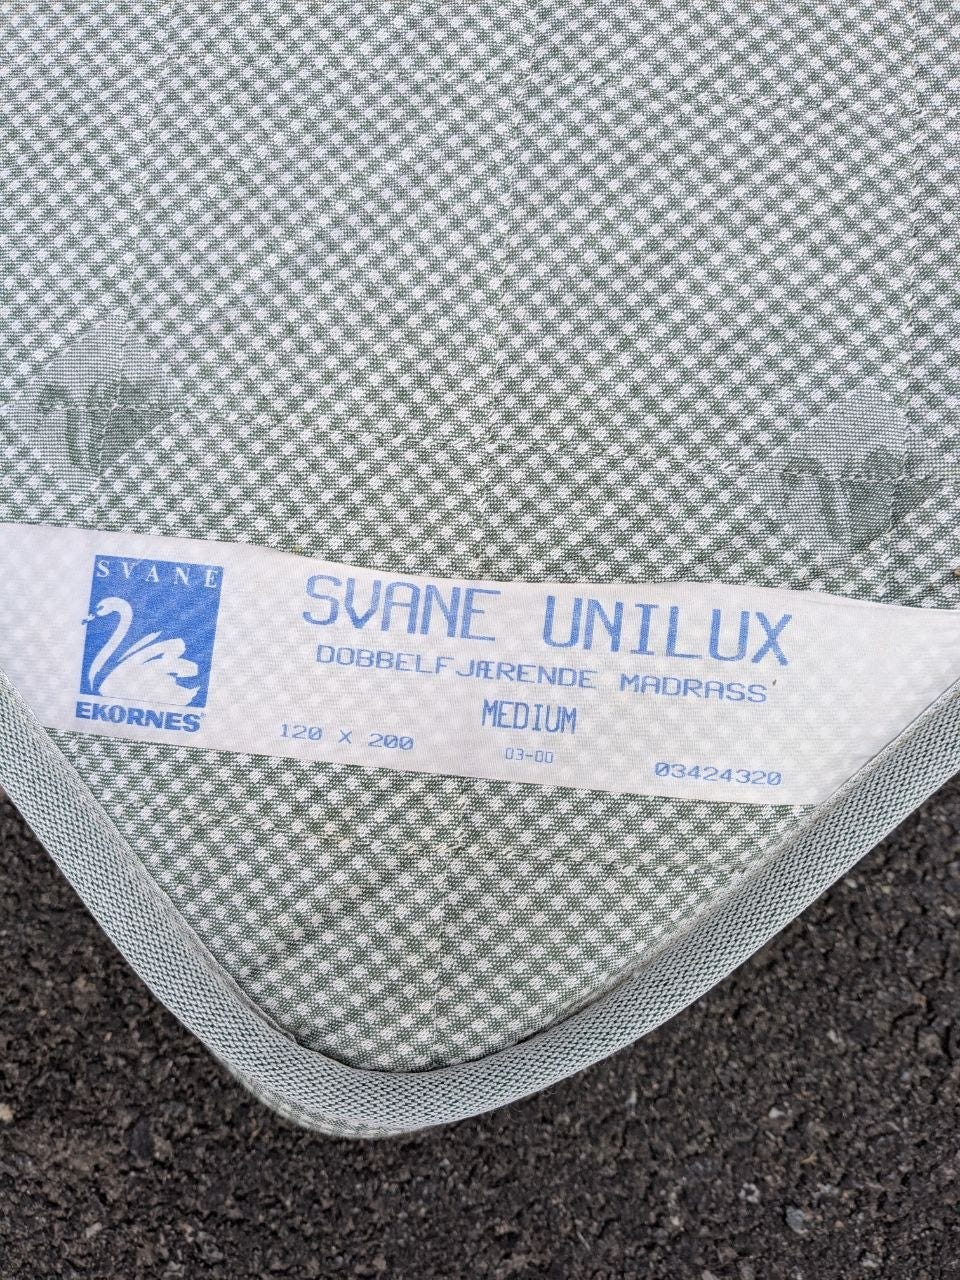 SVANE
EKORNES®
SVANE UNILUX
DOBBELFJÆRENDE MADRASS
MEDIUM
120 X 200
03-00
03424320